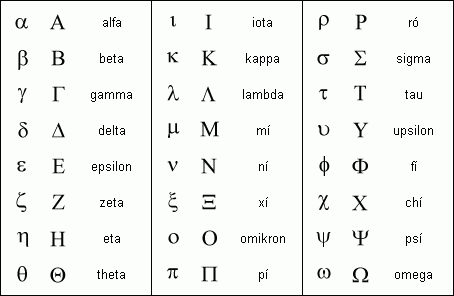 α Α alfa
β Β beta
γ Γ gamma
δ Δ delta
ε Ε epsilon
ζ Ζ zeta
η Η eta
θ Θ theta
ι Ι iota
κ Κ kappa
λ Λ lambda
μ Μ mí
ν Ν ní
ξ Ξ xí
ο Ο omikron
π Π pí
ρ Ρ ró
σ Σ sigma
τ Τ tau
υ Υ upsilon
ϕ Φ fí
χ Χ chí
ψ Ψ psí
ω Ω omega